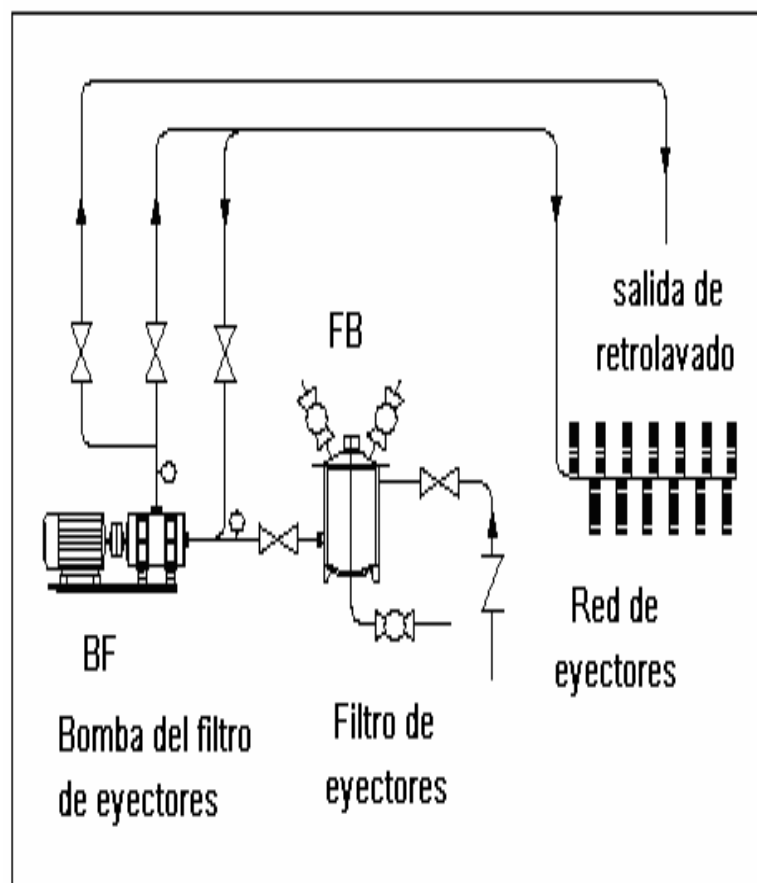 salida de
retrolavado
FB
BF
Bomba del filtro
de eyectores
Filtro de
eyectores
Red de
eyectores